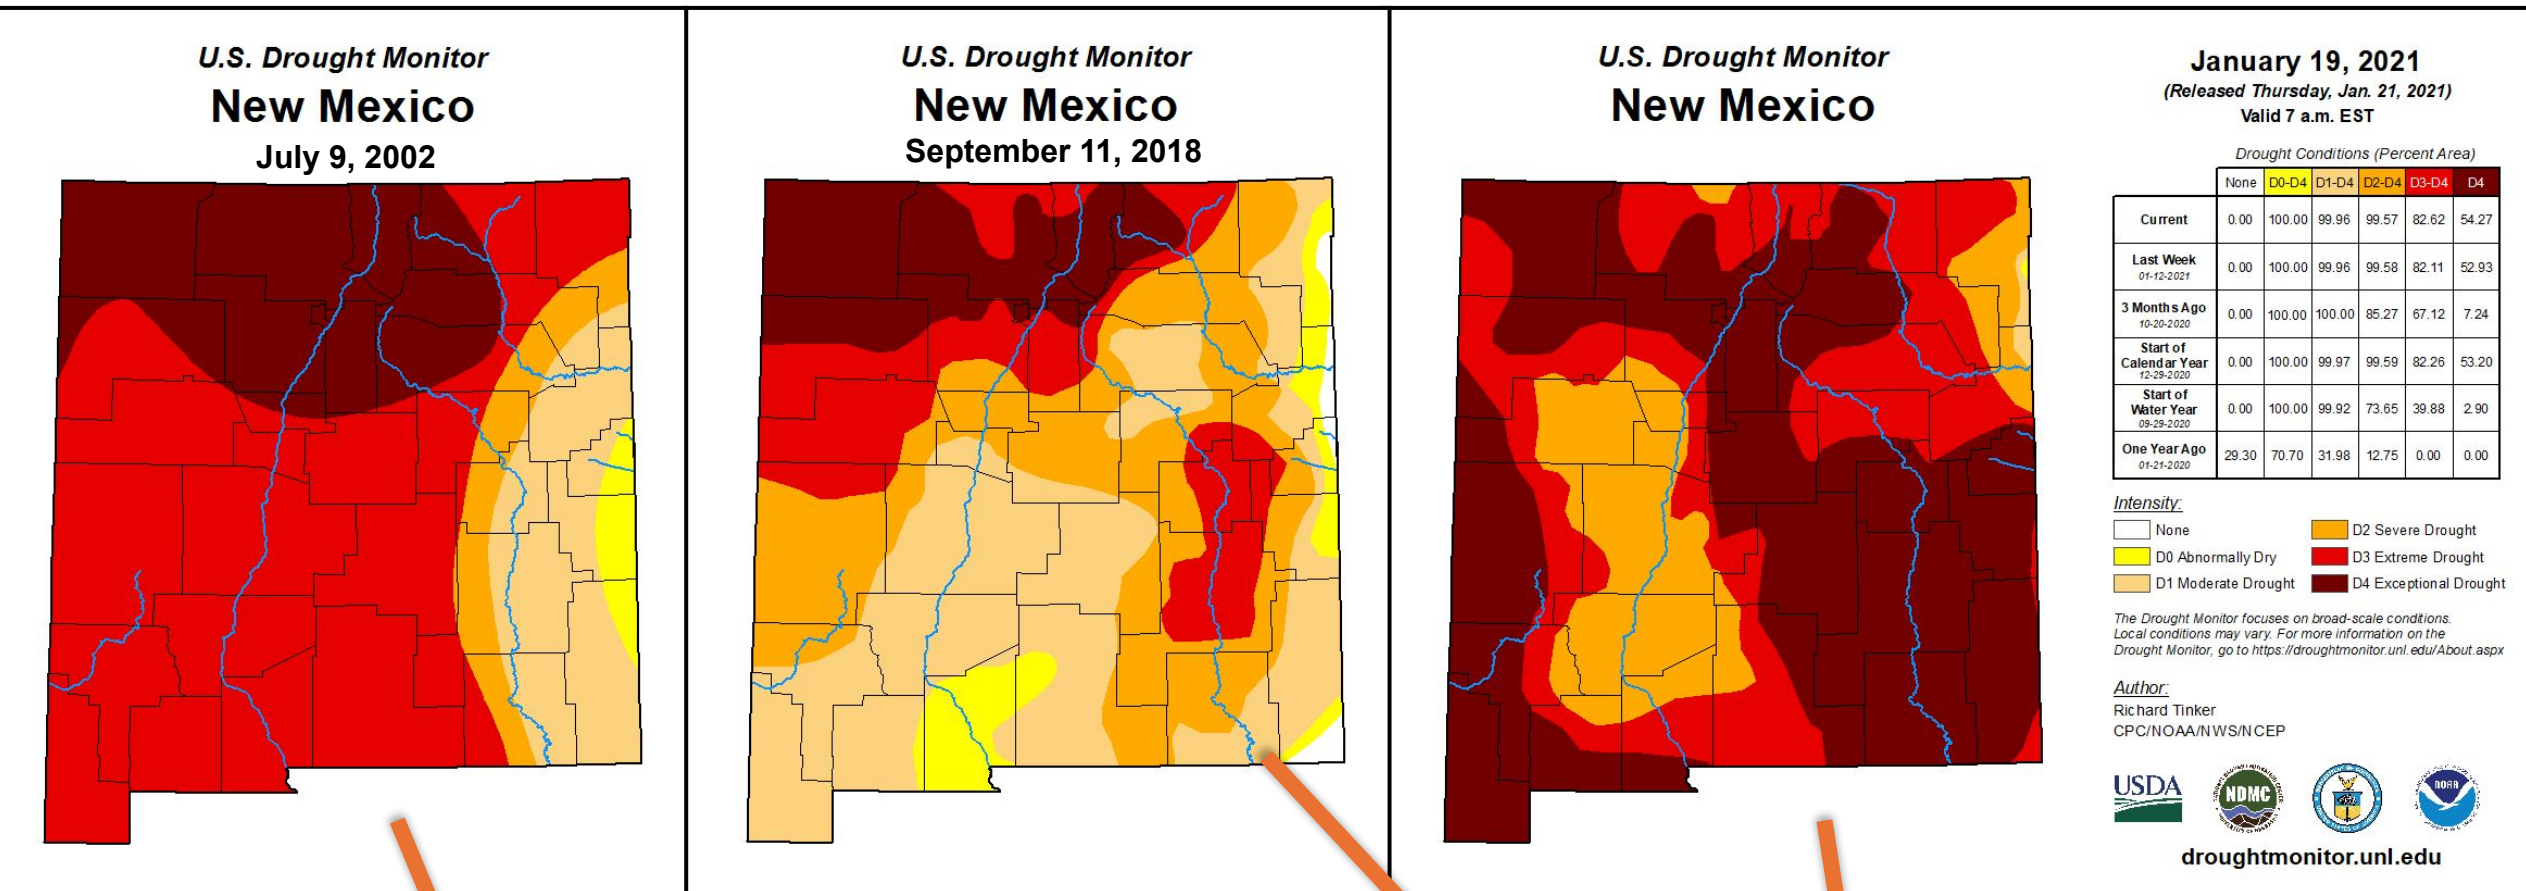 U.S. Drought Monitor
New Mexico
July 9, 2002
U.S. Drought Monitor
New Mexico
September 11, 2018
U.S. Drought Monitor
New Mexico
January 19, 2021
(Released Thursday, Jan. 21, 2021)
Valid 7 a.m. EST
Drought Conditions (Percent Area)
None D0-D4 D1-D4 D2-D4 D3-D4 D4
Current 0.00 100.00 99.96 99.57 82.62 54.27
Last Week
01-12-2021
0.00 100.00 99.96 99.58 82.11 52.93
3 Months Ago
10-20-2020
0.00 100.00 100.00 85.27 67.12 7.24
Start of
Calendar Year
12-29-2020
0.00 100.00 99.97 99.59 82.26 53.20
Start of
Water Year
09-29-2020
0.00 100.00 99.92 73.65 39.88 2.90
One Year Ago
01-21-2020
29.30 70.70 31.98 12.75 0.00 0.00
Intensity:
None
D0 Abnormally Dry
D1 Moderate Drought
D2 Severe Drought
D3 Extreme Drought
D4 Exceptional Drought
The Drought Monitor focuses on broad-scale conditions.
Local conditions may vary. For more information on the
Drought Monitor, go to https://droughtmonitor.unl.edu/About.aspx
Author:
Richard Tinker
CPC/NOAA/NWS/NCEP
USDA
NDMC
NOAA
droughtmonitor.unl.edu